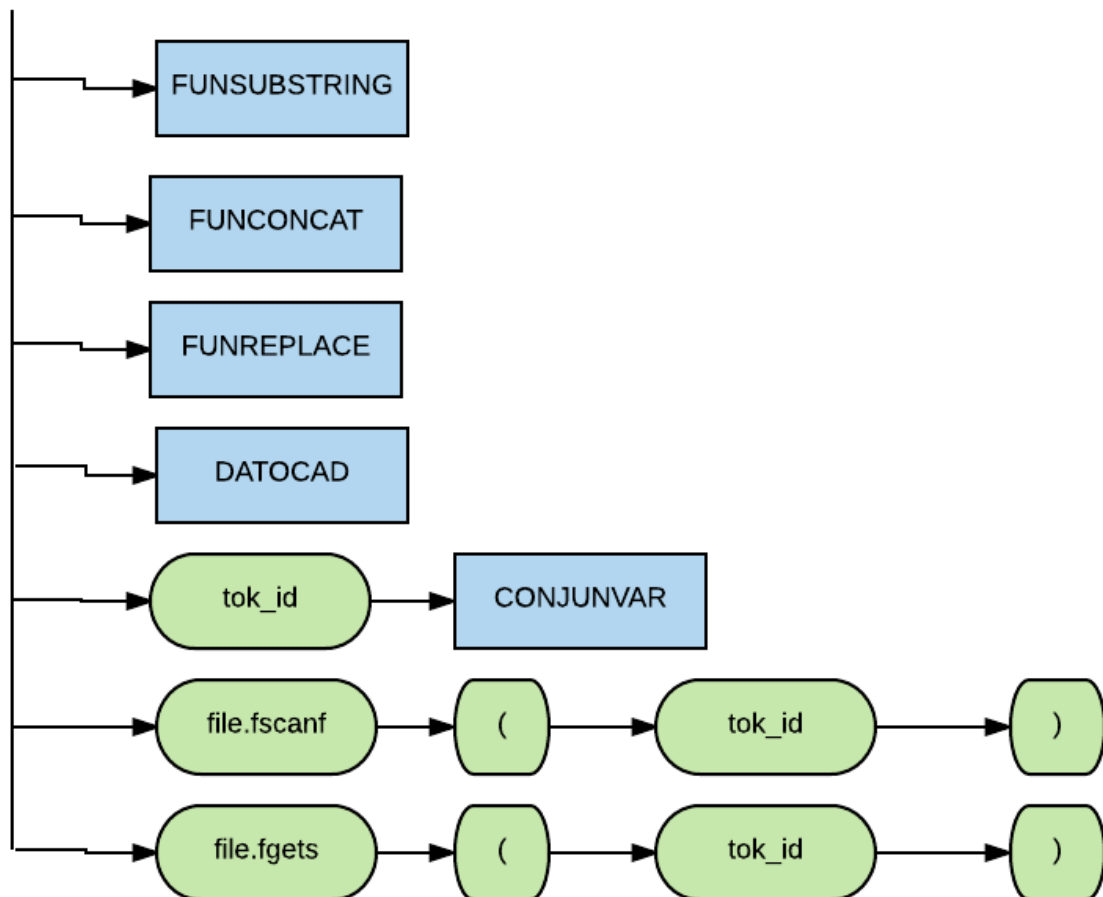 FUNSUBSTRING
FUNCONCAT
FUNREPLACE
DATOCAD
tok_id CONJUNVAR
file.fscanf ( tok_id )
file.fgets ( tok_id )